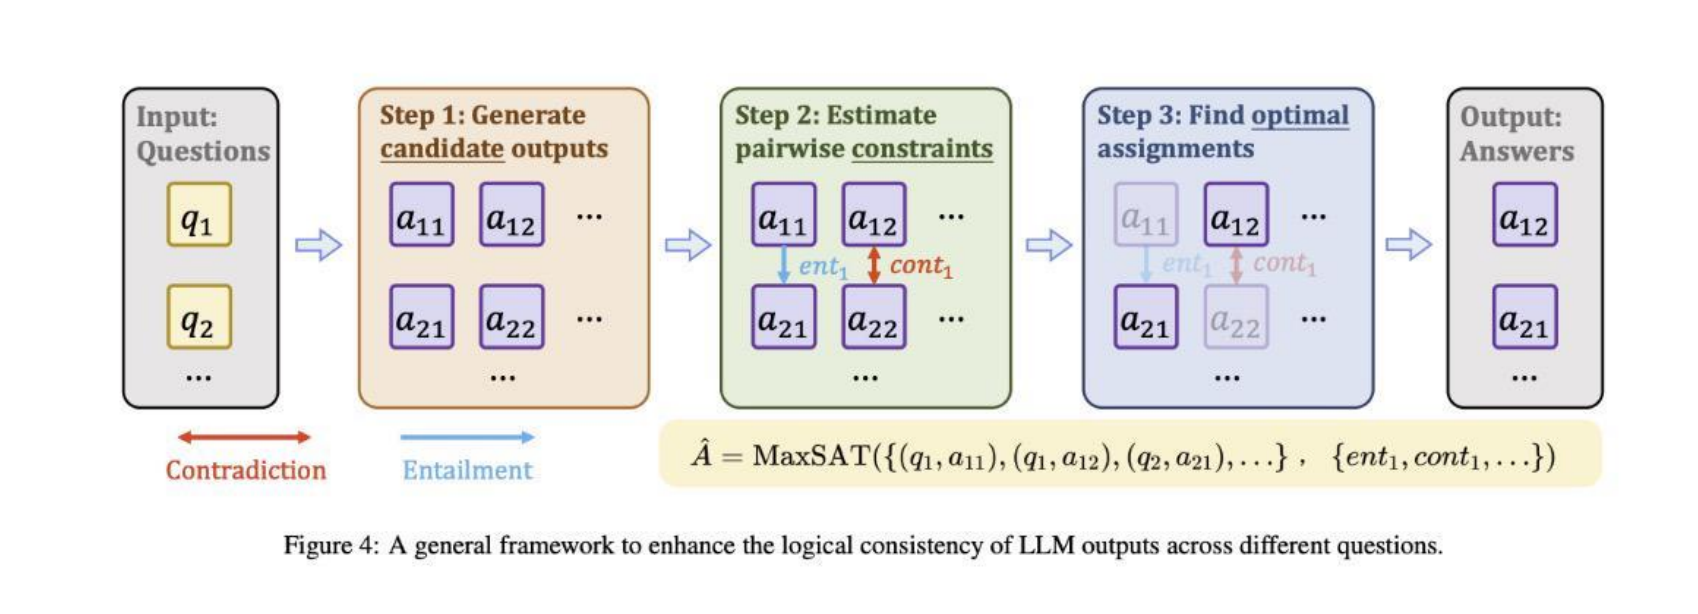 Input:
Questions
q₁
q₂
...
Step 1: Generate
candidate outputs
a₁₁ a₁₂ ...
a₂₁ a₂₂ ...
...
Step 2: Estimate
pairwise constraints
a₁₁ a₁₂ ...
ent₁ cont₁
a₂₁ a₂₂ ...
...
Step 3: Find optimal
assignments
a₁₁ a₁₂ ...
ent₁ cont₁
a₂₁ a₂₂ ...
...
Output:
Answers
a₁₂
a₂₁
...
Contradiction
Entailment
Â = MaxSAT({(q₁, a₁₁), (q₁, a₁₂), (q₂, a₂₁), ...} , {ent₁, cont₁, ...})
Figure 4: A general framework to enhance the logical consistency of LLM outputs across different questions.